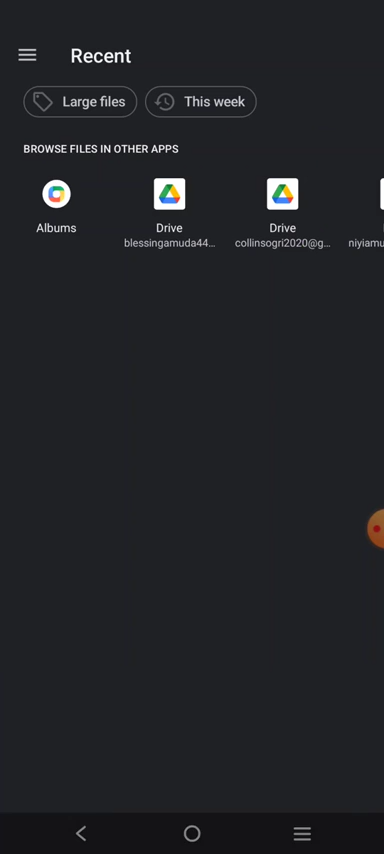 Recent
Large files
This week
BROWSE FILES IN OTHER APPS
Albums
Drive
Drive
blessingamuda44...
collinsogri2020@g...
niyiamu